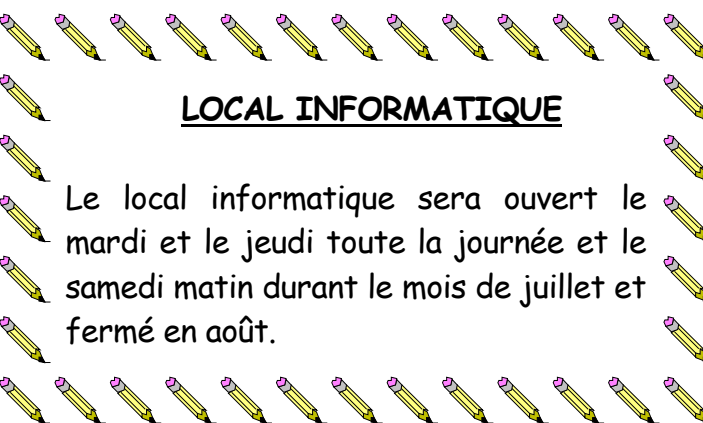 LOCAL INFORMATIQUE
Le local informatique sera ouvert le
mardi et le jeudi toute la journée et le
samedi matin durant le mois de juillet et
fermé en août.